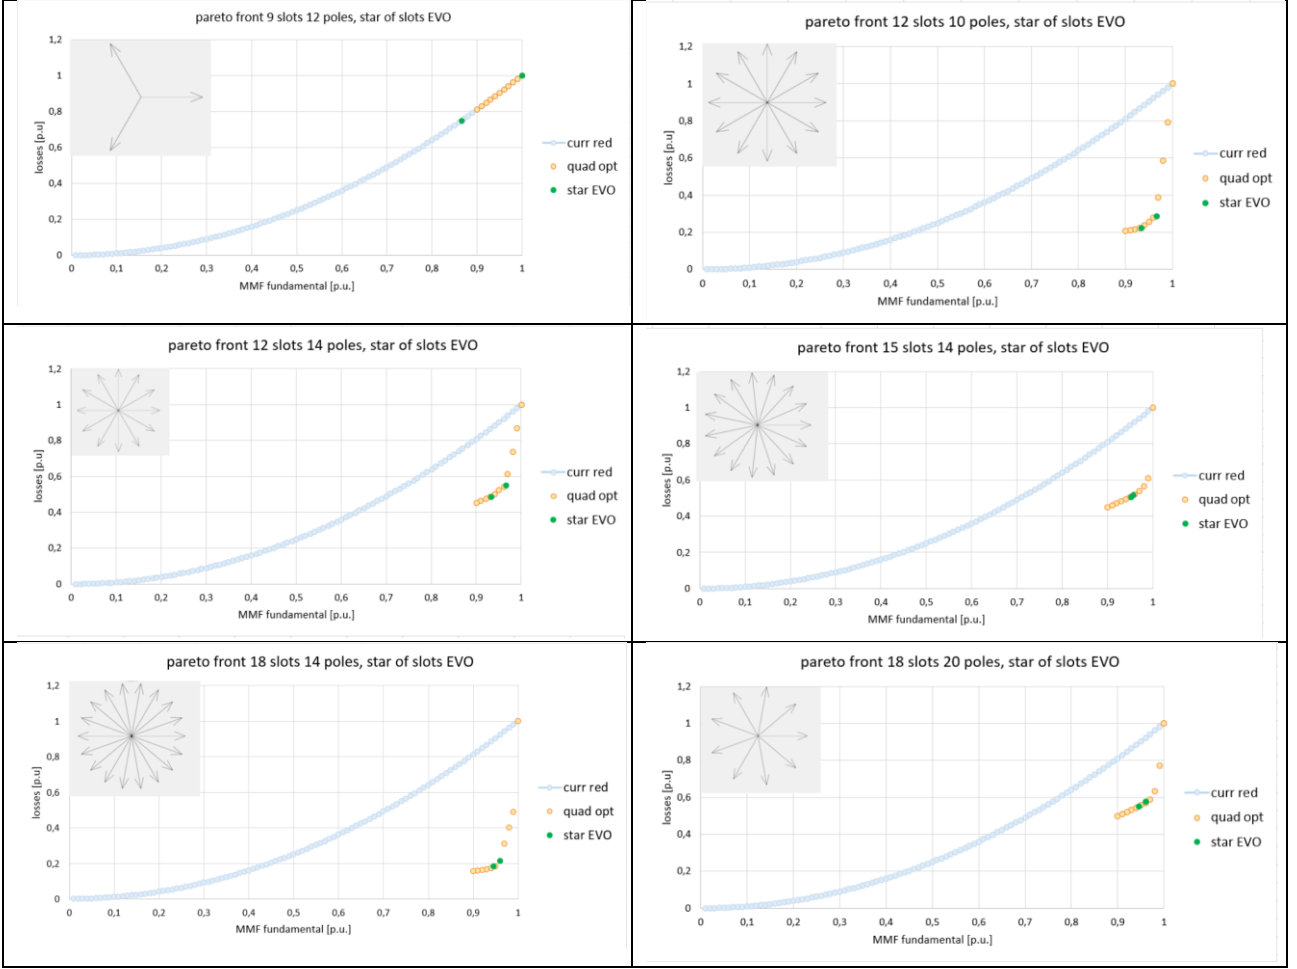 pareto front 9 slots 12 poles, star of slots EVO
1,2
1
0,8
0,6
0,4
0,2
0
losses [p.u]
0 0,1 0,2 0,3 0,4 0,5 0,6 0,7 0,8 0,9 1
MMF fundamental [p.u.]
curr red
quad opt
star EVO
pareto front 12 slots 10 poles, star of slots EVO
1,2
1
0,8
0,6
0,4
0,2
0
losses [p.u]
0 0,1 0,2 0,3 0,4 0,5 0,6 0,7 0,8 0,9 1
MMF fundamental [p.u.]
curr red
quad opt
star EVO
pareto front 12 slots 14 poles, star of slots EVO
1,2
1
0,8
0,6
0,4
0,2
0
losses [p.u]
0 0,1 0,2 0,3 0,4 0,5 0,6 0,7 0,8 0,9 1
MMF fundamental [p.u.]
curr red
quad opt
star EVO
pareto front 15 slots 14 poles, star of slots EVO
1,2
1
0,8
0,6
0,4
0,2
0
losses [p.u]
0 0,1 0,2 0,3 0,4 0,5 0,6 0,7 0,8 0,9 1
MMF fundamental [p.u.]
curr red
quad opt
star EVO
pareto front 18 slots 14 poles, star of slots EVO
1,2
1
0,8
0,6
0,4
0,2
0
losses [p.u]
0 0,1 0,2 0,3 0,4 0,5 0,6 0,7 0,8 0,9 1
MMF fundamental [p.u.]
curr red
quad opt
star EVO
pareto front 18 slots 20 poles, star of slots EVO
1,2
1
0,8
0,6
0,4
0,2
0
losses [p.u]
0 0,1 0,2 0,3 0,4 0,5 0,6 0,7 0,8 0,9 1
MMF fundamental [p.u.]
curr red
quad opt
star EVO